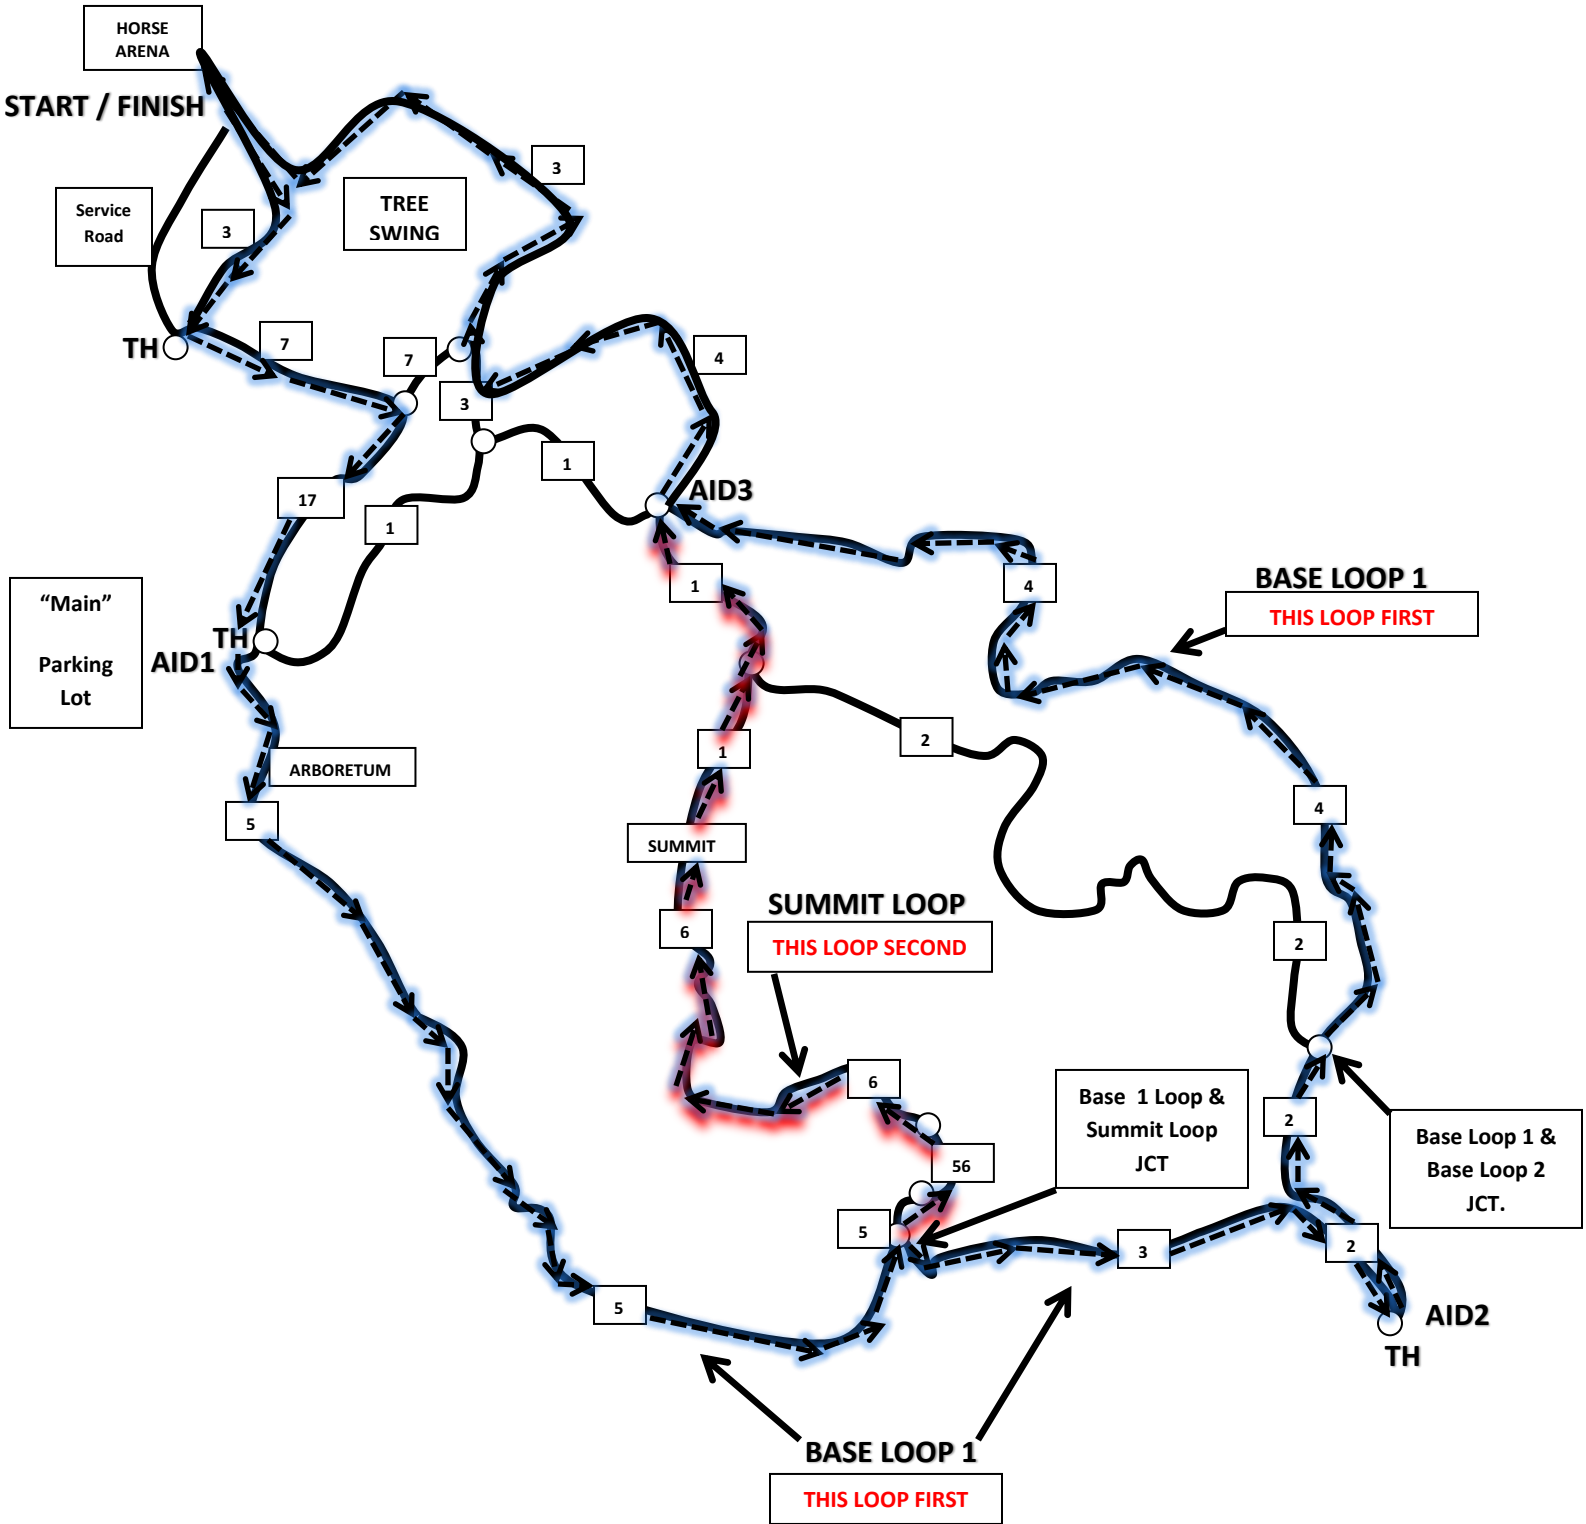 HORSE
ARENA
START / FINISH
3
Service
Road
3
TREE
SWING
TH
7
7
4
3
1
17
1
AID3
"Main"
Parking
Lot
TH
AID1
1
4
BASE LOOP 1
THIS LOOP FIRST
1
2
ARBORETUM
5
4
SUMMIT
6
SUMMIT LOOP
THIS LOOP SECOND
2
6
Base 1 Loop &
Summit Loop
JCT
2
Base Loop 1 &
Base Loop 2
JCT.
56
5
3
2
5
AID2
TH
BASE LOOP 1
THIS LOOP FIRST